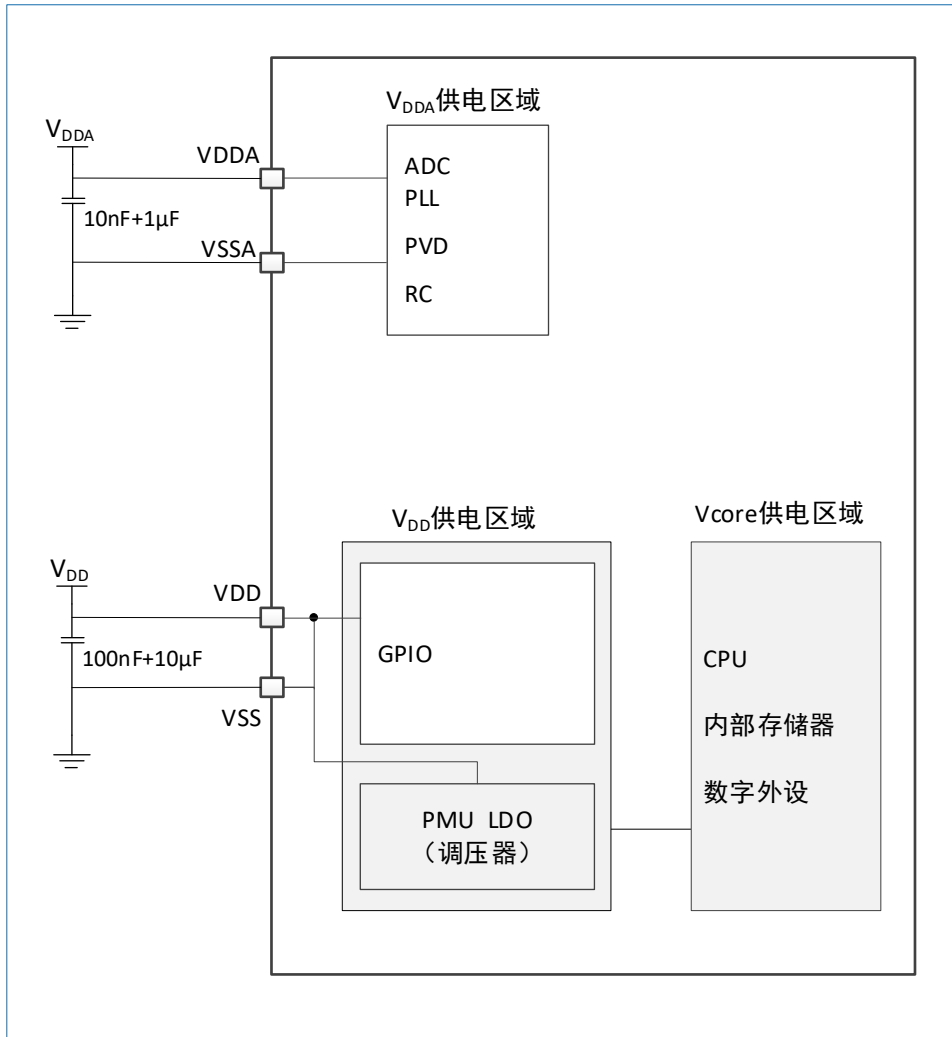 VDDA供电区域
VDDA
VDDA
10nF+1μF
VSSA
ADC
PLL
PVD
RC
VDD供电区域
Vcore供电区域
VDD
VDD
100nF+10μF
VSS
GPIO
PMU LDO
（调压器）
CPU
内部存储器
数字外设